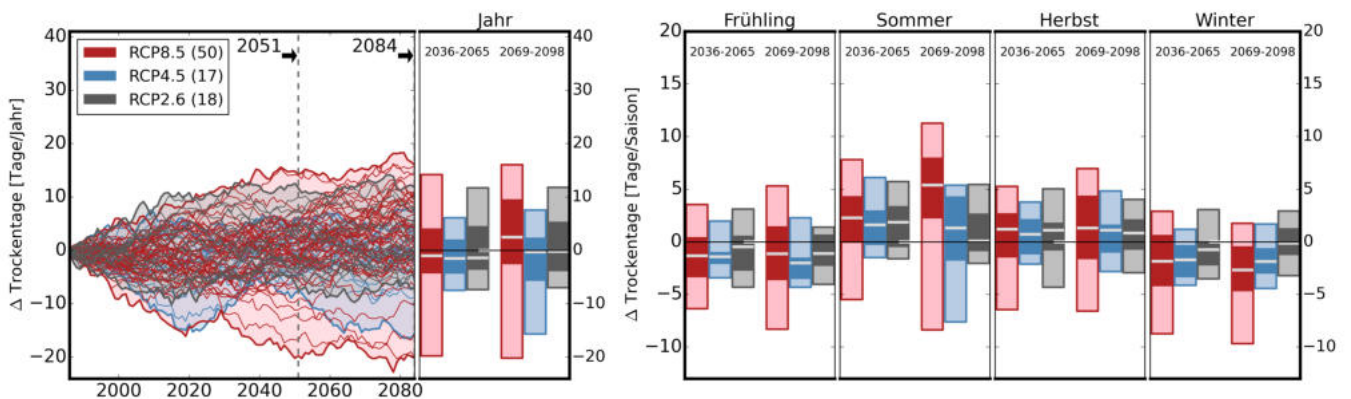 Jahr
Frühling Sommer Herbst Winter
40 40 20 20
RCP8.5 (50)
RCP4.5 (17)
RCP2.6 (18)
2051 2084
2036-2065 2069-2098
2036-2065 2069-2098 2036-2065 2069-2098 2036-2065 2069-2098 2036-2065 2069-2098
30 30 15 15
20 20 10 10
10 10 5 5
0 0 0 0
−10 −10 −5 −5
−20 −20 −10 −10
Δ Trockentage [Tage/Jahr]
Δ Trockentage [Tage/Saison]
2000 2020 2040 2060 2080